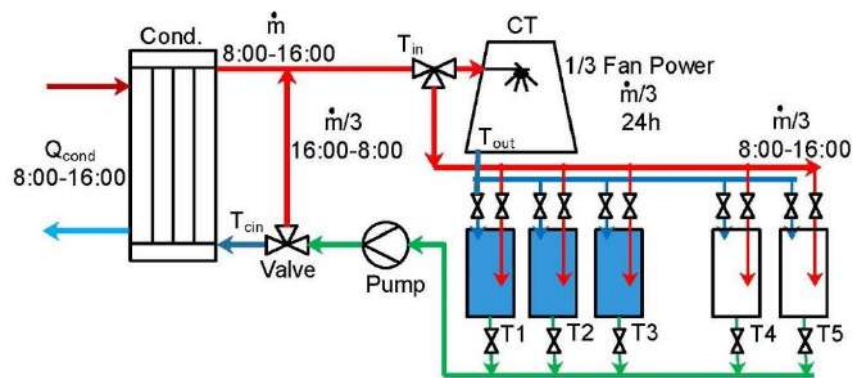 Cond.
ṁ
8:00-16:00
T_in
CT
1/3 Fan Power
ṁ/3
24h
ṁ/3
16:00-8:00
T_out
ṁ/3
8:00-16:00
Q_cond
8:00-16:00
T_cin
Valve
Pump
T1
T2
T3
T4
T5